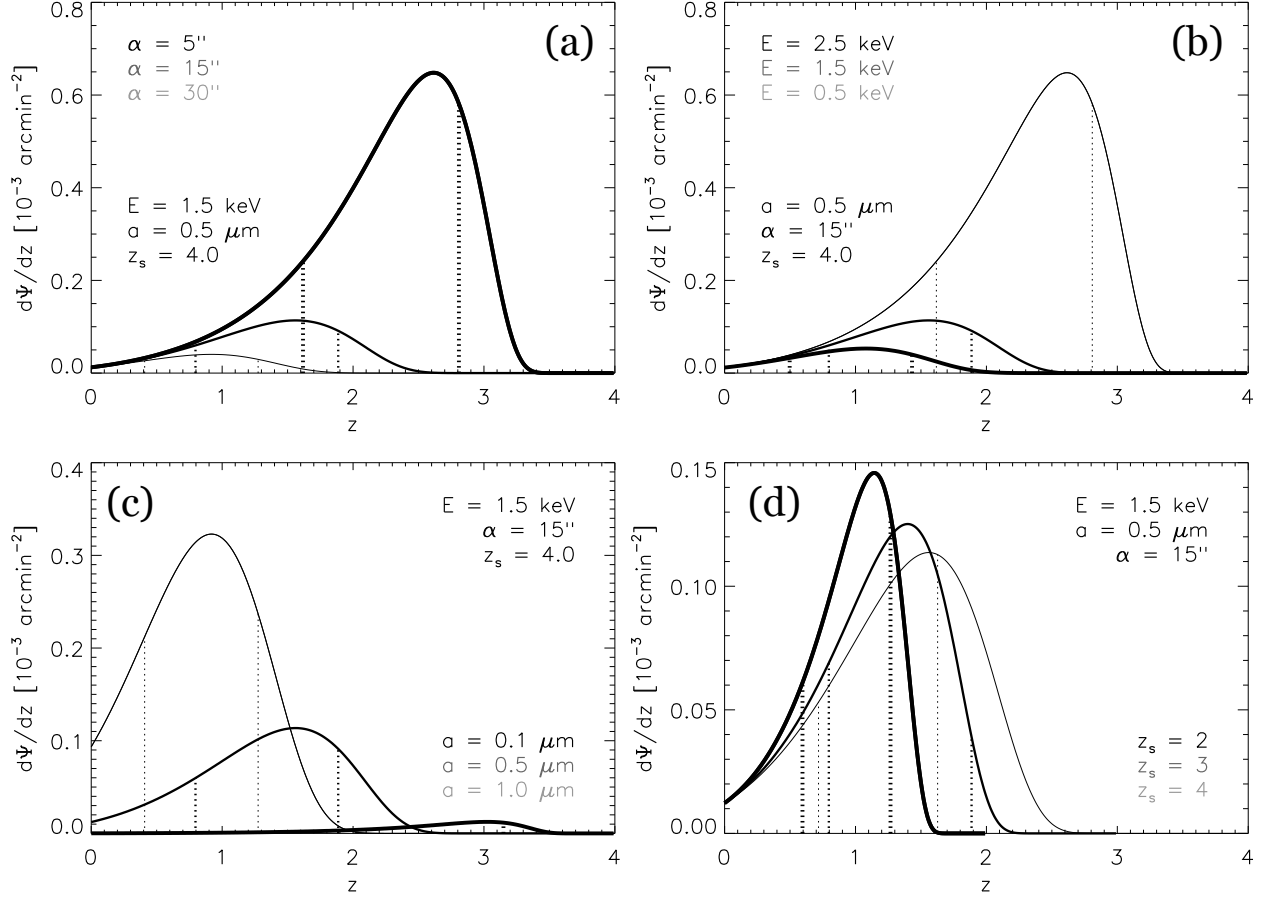 (a)
α = 5"
α = 15"
α = 30"
E = 1.5 keV
a = 0.5 μm
z_s = 4.0
0.8
0.6
0.4
0.2
0.0
dΨ/dz [10⁻³ arcmin⁻²]
0 1 2 3 4
z
(b)
E = 2.5 keV
E = 1.5 keV
E = 0.5 keV
a = 0.5 μm
α = 15"
z_s = 4.0
0.8
0.6
0.4
0.2
0.0
dΨ/dz [10⁻³ arcmin⁻²]
0 1 2 3 4
z
(c)
E = 1.5 keV
α = 15"
z_s = 4.0
a = 0.1 μm
a = 0.5 μm
a = 1.0 μm
0.4
0.3
0.2
0.1
0.0
dΨ/dz [10⁻³ arcmin⁻²]
0 1 2 3 4
z
(d)
E = 1.5 keV
a = 0.5 μm
α = 15"
z_s = 2
z_s = 3
z_s = 4
0.15
0.10
0.05
0.00
dΨ/dz [10⁻³ arcmin⁻²]
0 1 2 3 4
z